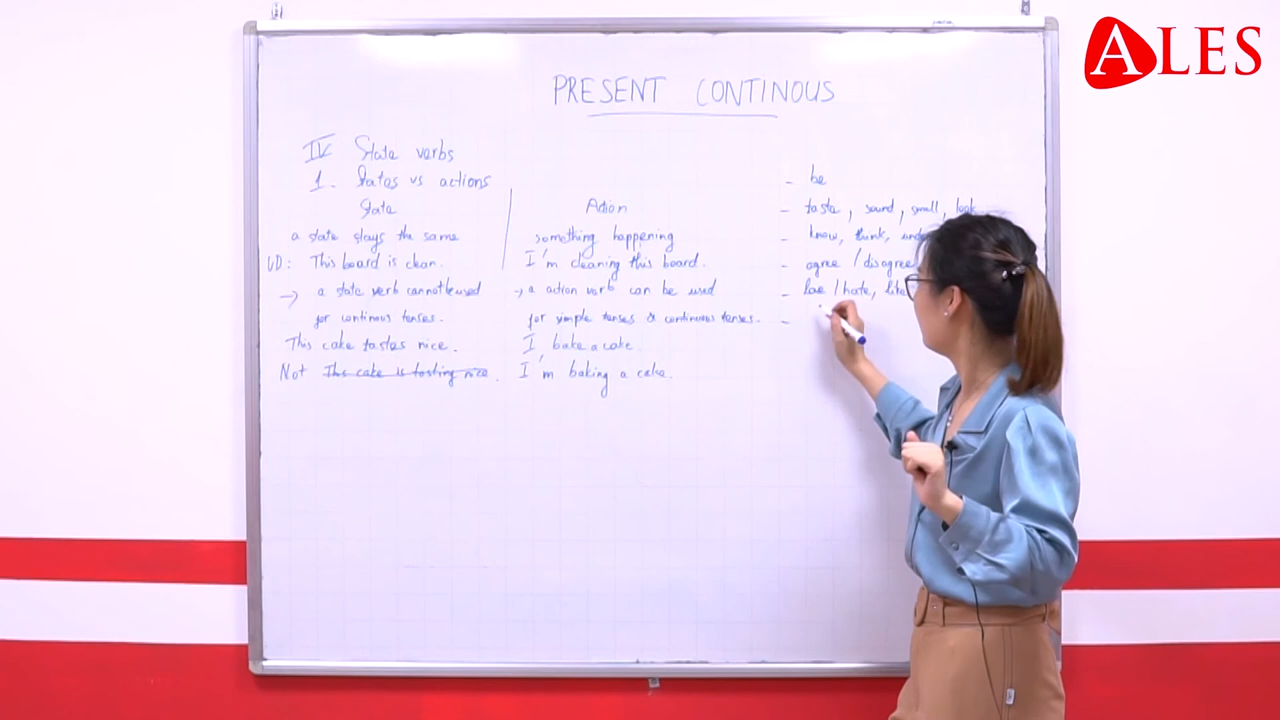 ALES
PRESENT CONTINOUS
IV State verbs
1. States vs actions
State
a state stays the same
VD: This board is clean.
→ a state verb cannot be used
for continous tenses.
This cake tastes nice.
Not This cake is tasting nice.
Action
something happening
I'm cleaning this board.
→ a action verb can be used
for simple tenses & continuous tenses.
I bake a cake.
I'm baking a cake.
- be
- taste, sound, smell, look
- know, think,
- agree / disagree
- love / hate, like
-